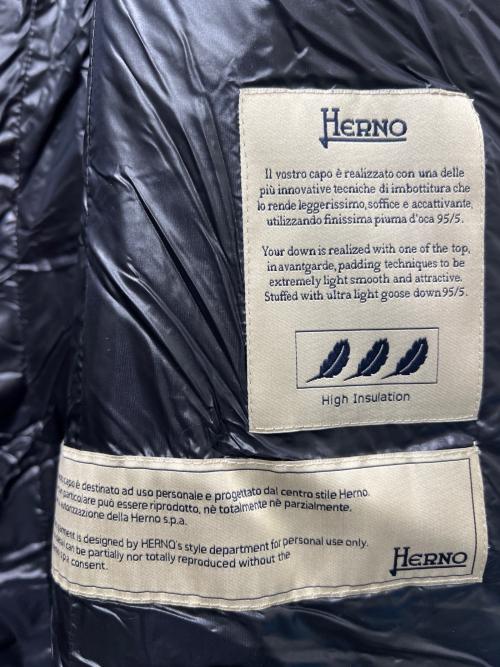 HERNO
Il vostro capo è realizzato con una delle
più innovative tecniche di imbottitura che
lo rende leggerissimo, soffice e accattivante,
utilizzando finissima piuma d'oca 95/5.
Your down is realized with one of the top,
in avantgarde, padding techniques to be
extremely light smooth and attractive.
Stuffed with ultra light goose down 95/5.
High Insulation
capo è destinato ad uso personale e progettato dal centro stile Herno.
particolare può essere riprodotto, nè totalmente nè parzialmente.
autorizzazione della Herno s.p.a.
is designed by HERNO's style department for personal use only.
can be partially nor totally reproduced without the
consent.
HERNO